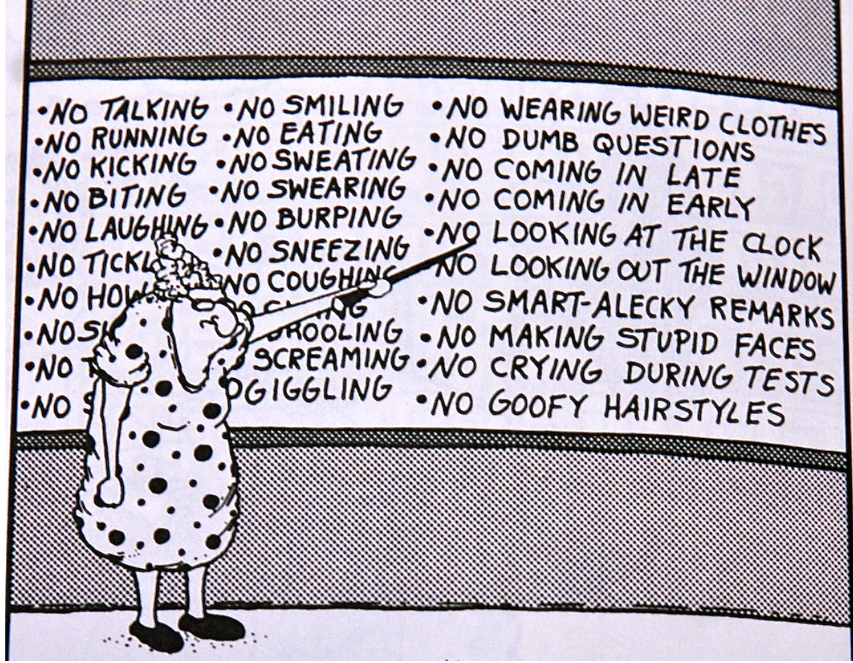 •NO TALKING
•NO RUNNING
•NO KICKING
•NO BITING
•NO LAUGHING
•NO
•NO
•NO
•NO
•NO
•NO SMILING
•NO EATING
•NO SWEATING
•NO SWEARING
•NO BURPING
NO SNEEZING
NO COUGHING
SCREAMING
GIGGLING
•NO WEARING WEIRD CLOTHES
•NO DUMB QUESTIONS
•NO COMING IN LATE
•NO COMING IN EARLY
•NO LOOKING AT THE CLOCK
NO LOOKING OUT THE WINDOW
•NO SMART-ALECKY REMARKS
•NO MAKING STUPID FACES
•NO CRYING DURING TESTS
•NO GOOFY HAIRSTYLES